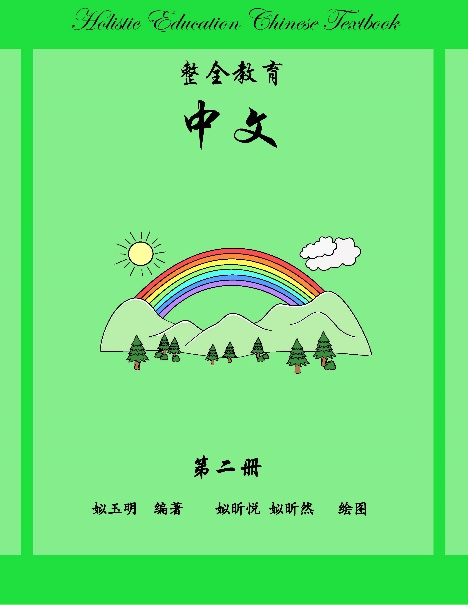 Holistic Education Chinese Textbook
整全教育
中文
第二册
姒玉明 编著 姒昕悦 姒昕然 绘图